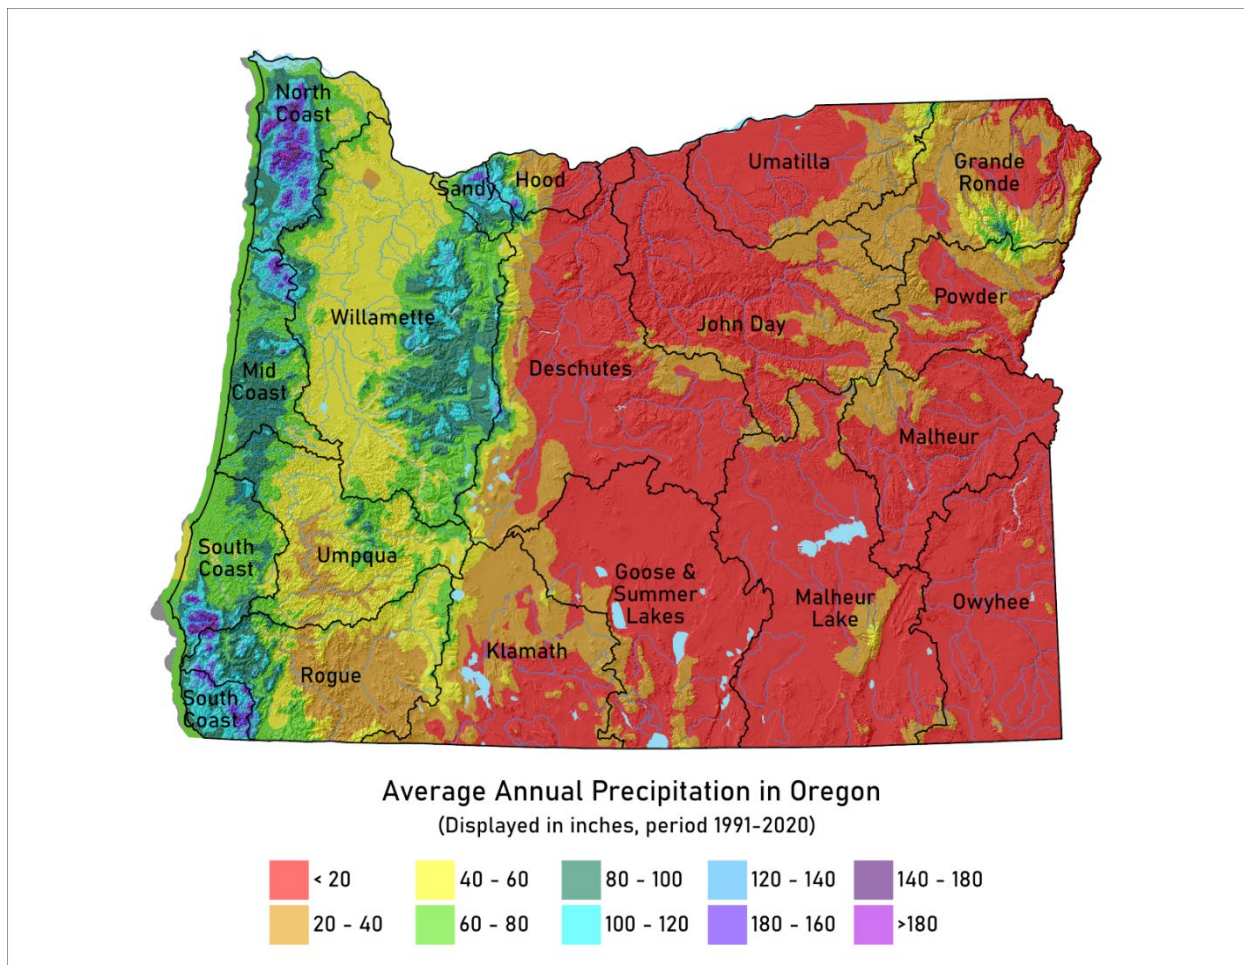 North
Coast
Sandy
Hood
Umatilla
Grande
Ronde
Willamette
Mid
Coast
Deschutes
John Day
Powder
Malheur
South
Coast
Umpqua
Goose &
Summer
Lakes
Malheur
Lake
Owyhee
Klamath
Rogue
South
Coast
Average Annual Precipitation in Oregon
(Displayed in inches, period 1991-2020)
< 20
40 - 60
80 - 100
120 - 140
140 - 180
20 - 40
60 - 80
100 - 120
180 - 160
>180